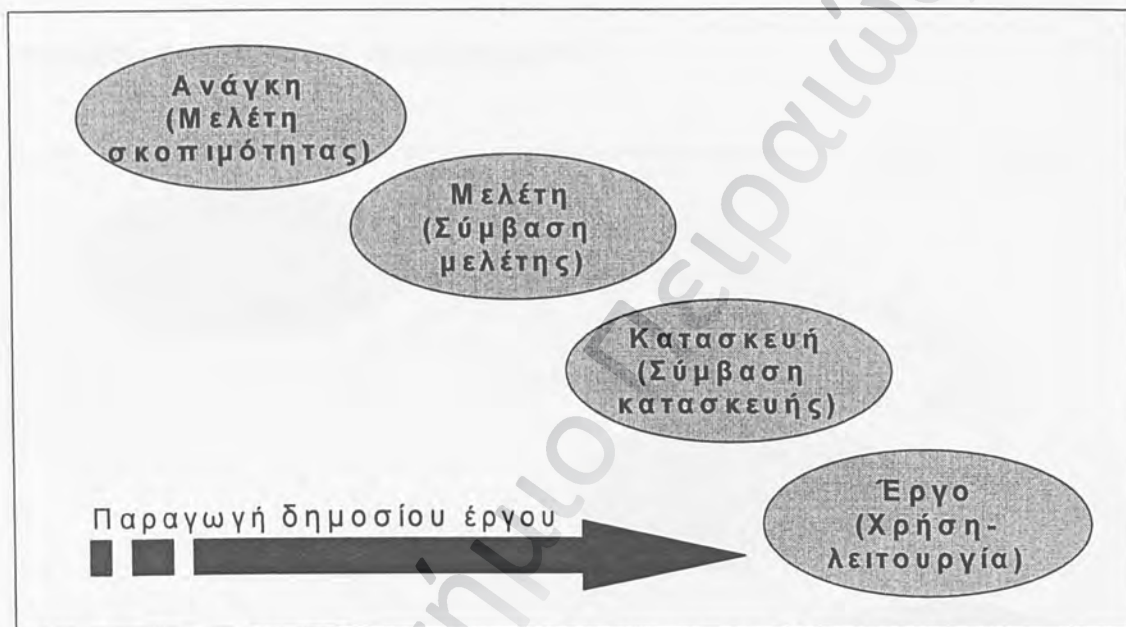 Ανάγκη
(Μελέτη
σκοπιμότητας)
Μελέτη
(Σύμβαση
μελέτης)
Κατασκευή
(Σύμβαση
κατασκευής)
Έργο
(Χρήση-
λειτουργία)
Παραγωγή δημοσίου έργου